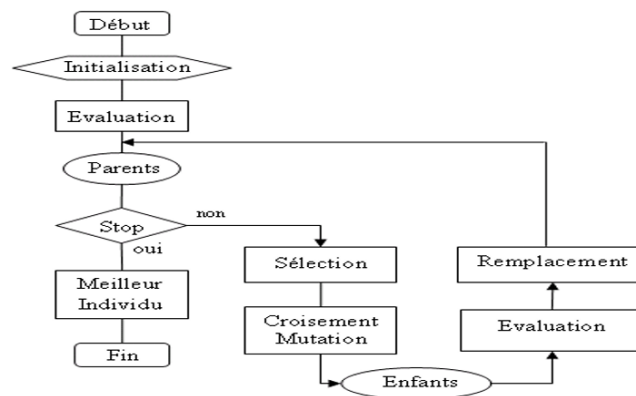 Début
Initialisation
Evaluation
Parents
Stop
non
oui
Meilleur
Individu
Fin
Sélection
Croisement
Mutation
Enfants
Evaluation
Remplacement